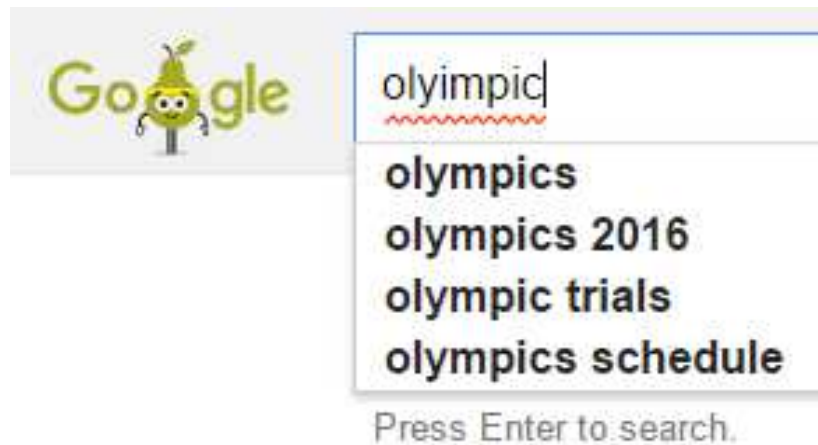 Google
olyimpic
olympics
olympics 2016
olympic trials
olympics schedule
Press Enter to search.